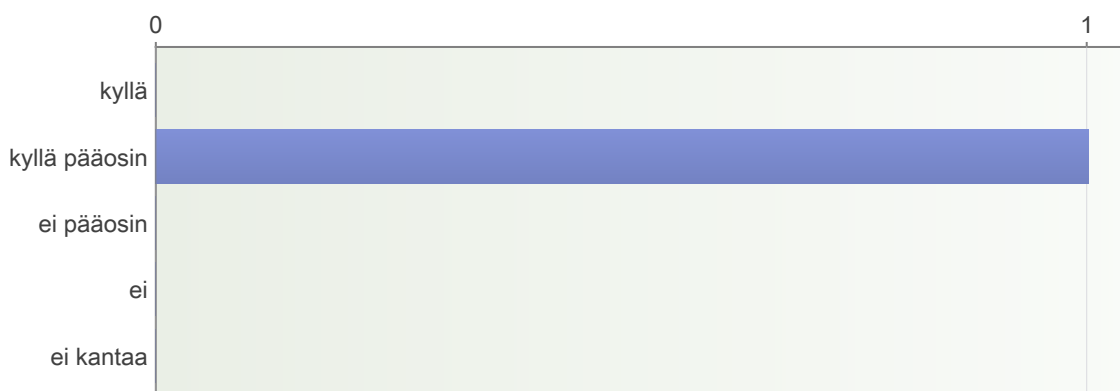 0 1
kyllä
kyllä pääosin
ei pääosin
ei
ei kantaa